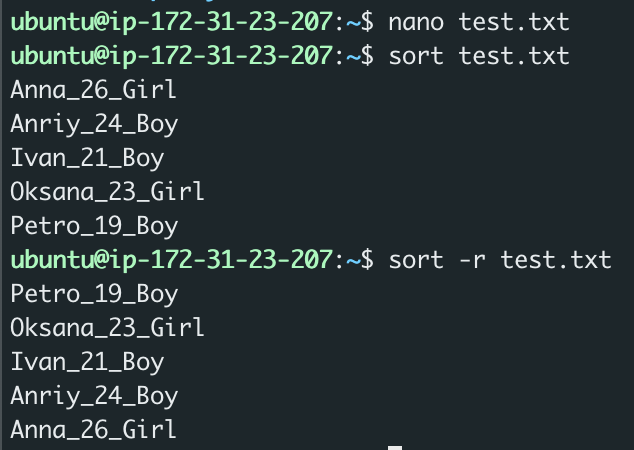 ubuntu@ip-172-31-23-207:~$ nano test.txt
ubuntu@ip-172-31-23-207:~$ sort test.txt
Anna_26_Girl
Anriy_24_Boy
Ivan_21_Boy
Oksana_23_Girl
Petro_19_Boy
ubuntu@ip-172-31-23-207:~$ sort -r test.txt
Petro_19_Boy
Oksana_23_Girl
Ivan_21_Boy
Anriy_24_Boy
Anna_26_Girl